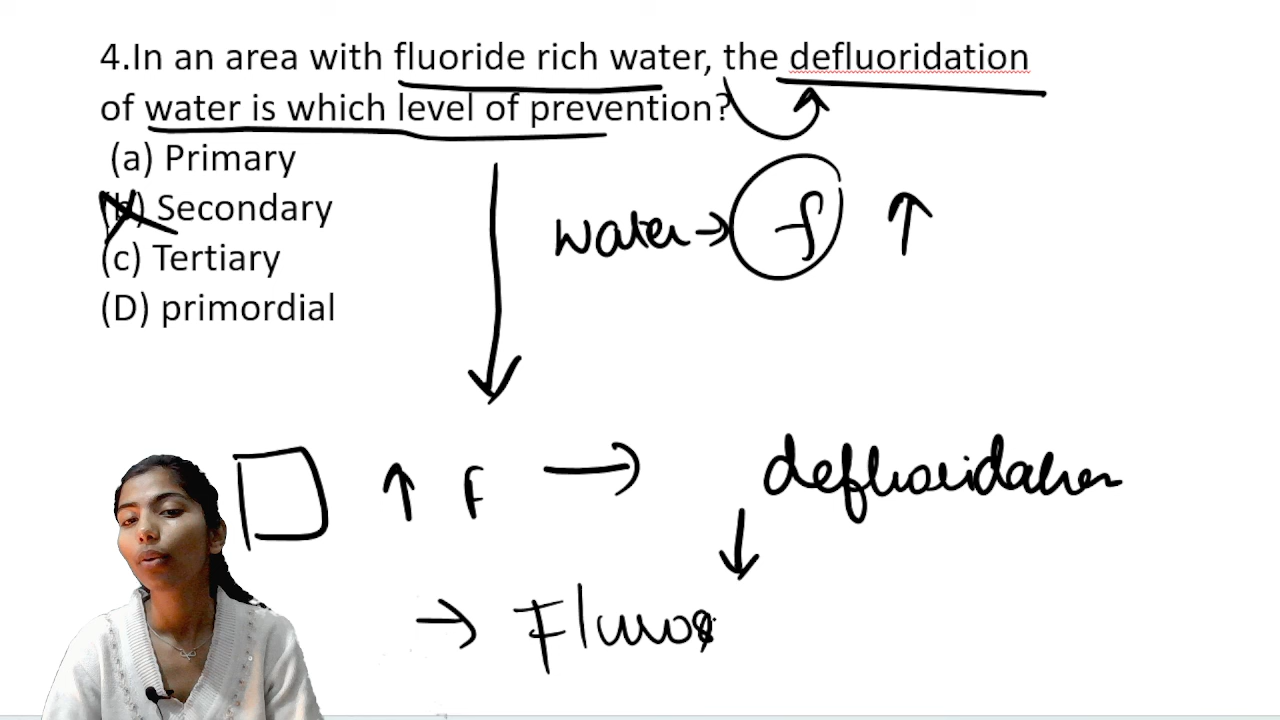 4.In an area with fluoride rich water, the defluoridation
of water is which level of prevention?
(a) Primary
(b) Secondary
(c) Tertiary
(D) primordial
water → f ↑
↑ F → defluoridation
↓
→ Fluoro